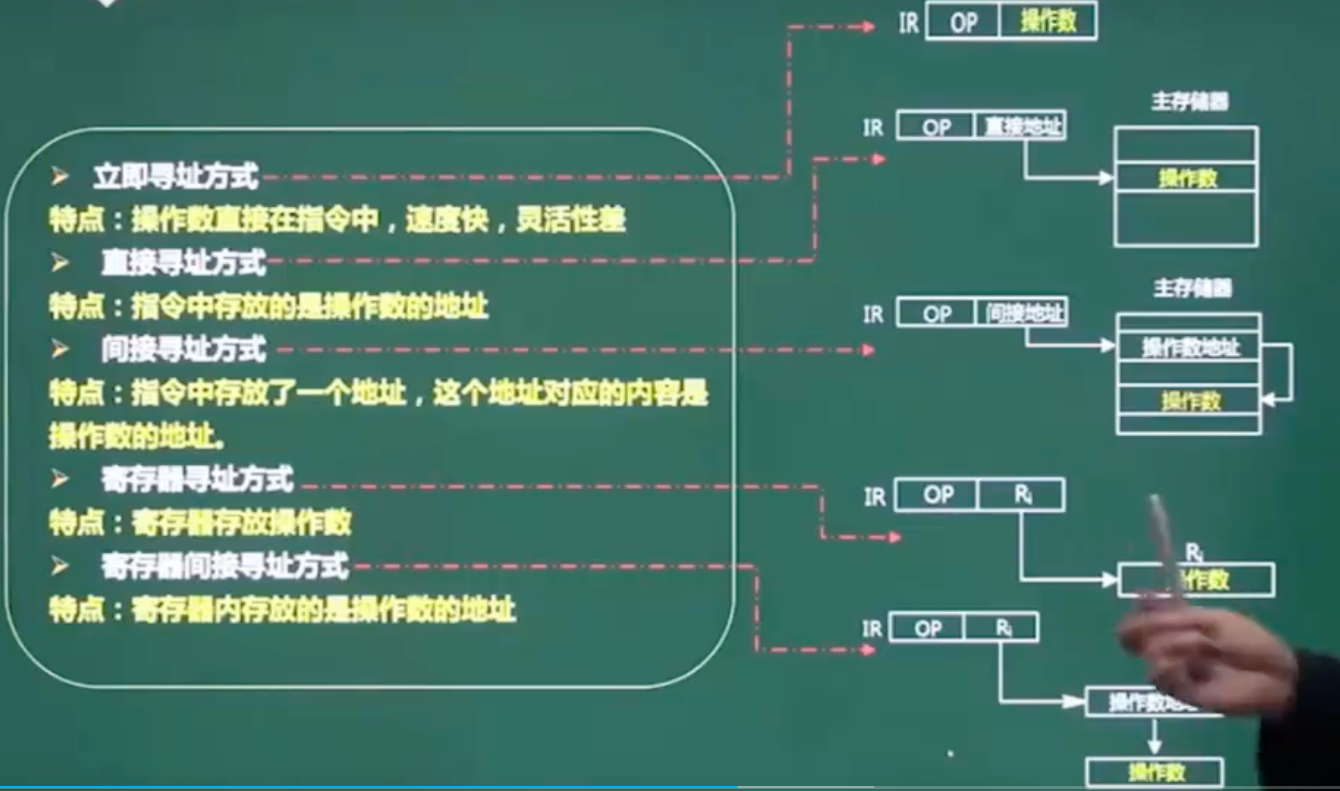 立即寻址方式
特点：操作数直接在指令中，速度快，灵活性差
直接寻址方式
特点：指令中存放的是操作数的地址
间接寻址方式
特点：指令中存放了一个地址，这个地址对应的内容是
操作数的地址。
寄存器寻址方式
特点：寄存器存放操作数
寄存器间接寻址方式
特点：寄存器内存放的是操作数的地址
IR OP 操作数
主存储器
IR OP 直接地址
操作数
主存储器
IR OP 间接地址
操作数地址
操作数
IR OP Ri
Ri
作数
IR OP Ri
操作数
操作数